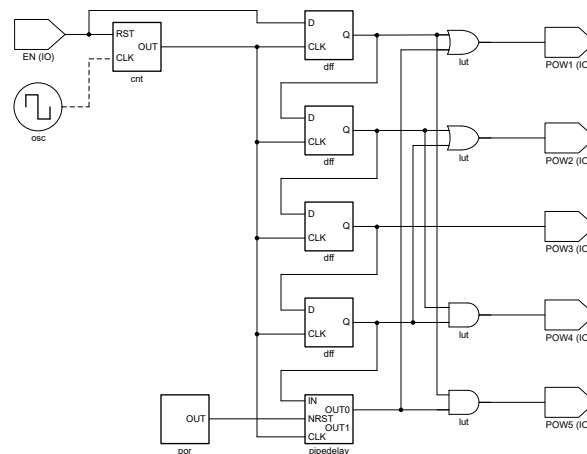 EN (IO)
RST
CLK
OUT
cnt
osc
D
Q
CLK
dff
lut
POW1 (IO
D
Q
CLK
dff
lut
POW2 (IO
D
Q
CLK
dff
POW3 (IO
D
Q
CLK
dff
lut
POW4 (IO
OUT
por
IN
OUT0
NRST
OUT1
CLK
pipedelay
lut
POW5 (IO